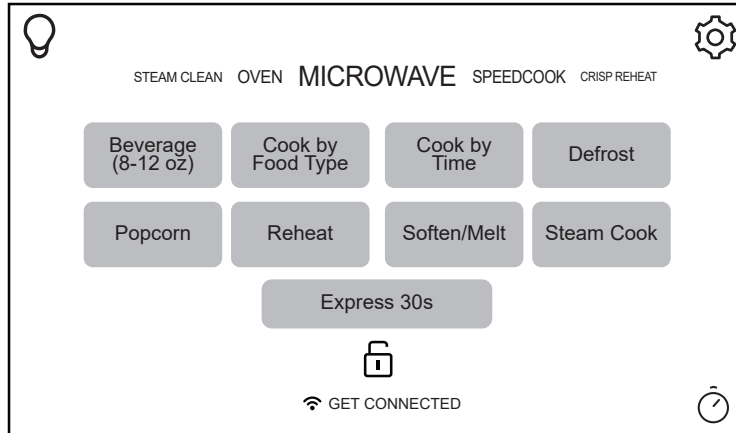 STEAM CLEAN OVEN MICROWAVE SPEEDCOOK CRISP REHEAT
Beverage
(8-12 oz)
Cook by
Food Type
Cook by
Time
Defrost
Popcorn
Reheat
Soften/Melt
Steam Cook
Express 30s
GET CONNECTED